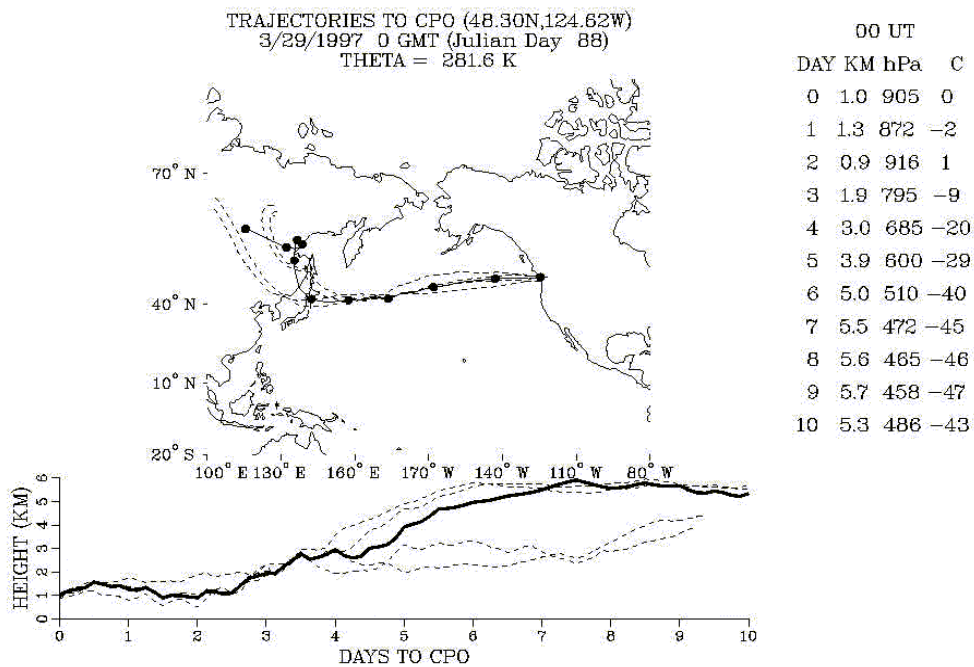 TRAJECTORIES TO CPO (48.30N,124.62W)
3/29/1997 0 GMT (Julian Day 88)
THETA = 281.6 K
00 UT
DAY KM hPa C
0 1.0 905 0
1 1.3 872 −2
2 0.9 916 1
3 1.9 795 −9
4 3.0 685 −20
5 3.9 600 −29
6 5.0 510 −40
7 5.5 472 −45
8 5.6 465 −46
9 5.7 458 −47
10 5.3 486 −43
70° N
40° N
10° N
20° S
100° E 130° E 160° E 170° W 140° W 110° W 80° W
HEIGHT (KM)
6
5
4
3
2
1
0
0 1 2 3 4 5 6 7 8 9 10
DAYS TO CPO